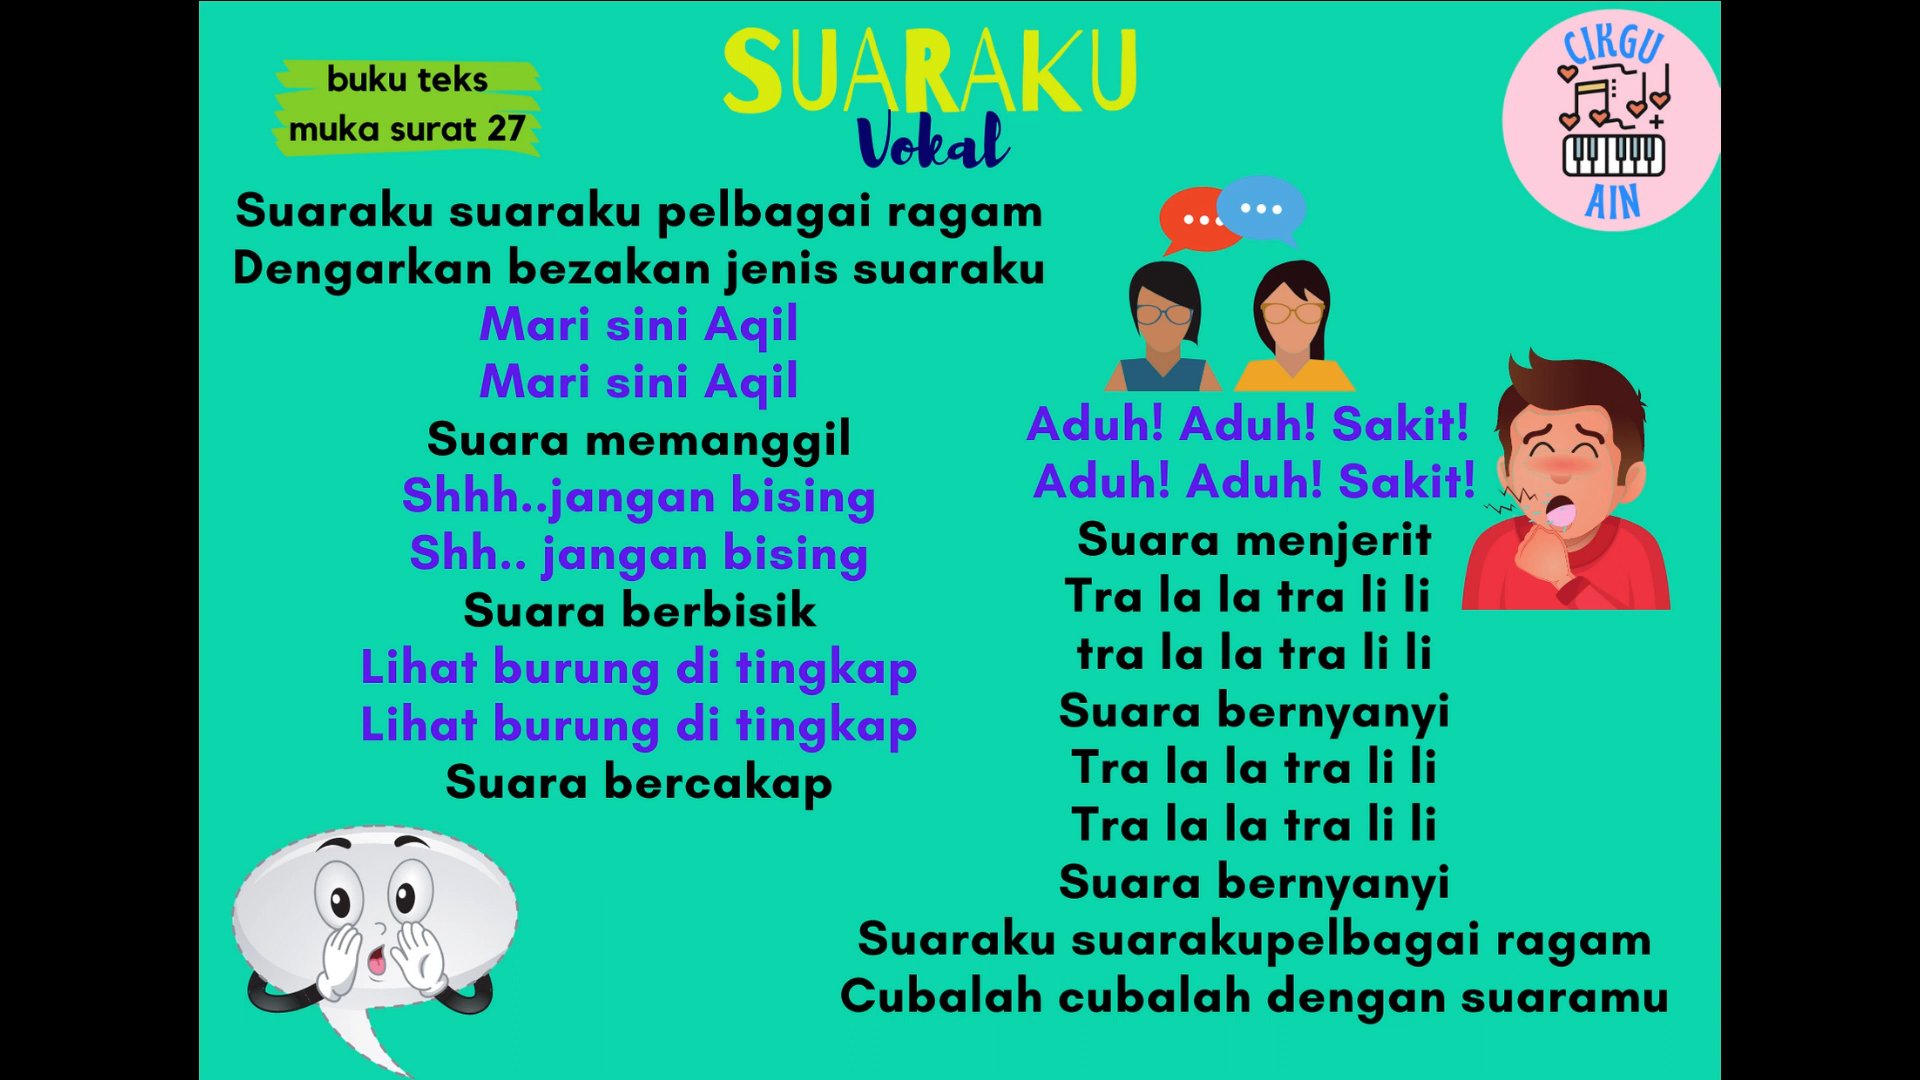 SUARAKU
Vokal
buku teks
muka surat 27
CIKGU
AIN
Suaraku suaraku pelbagai ragam
Dengarkan bezakan jenis suaraku
Mari sini Aqil
Mari sini Aqil
Suara memanggil
Shhh..jangan bising
Shh.. jangan bising
Suara berbisik
Lihat burung di tingkap
Lihat burung di tingkap
Suara bercakap
Aduh! Aduh! Sakit!
Aduh! Aduh! Sakit!
Suara menjerit
Tra la la tra li li
tra la la tra li li
Suara bernyanyi
Tra la la tra li li
Tra la la tra li li
Suara bernyanyi
Suaraku suarakupelbagai ragam
Cubalah cubalah dengan suaramu